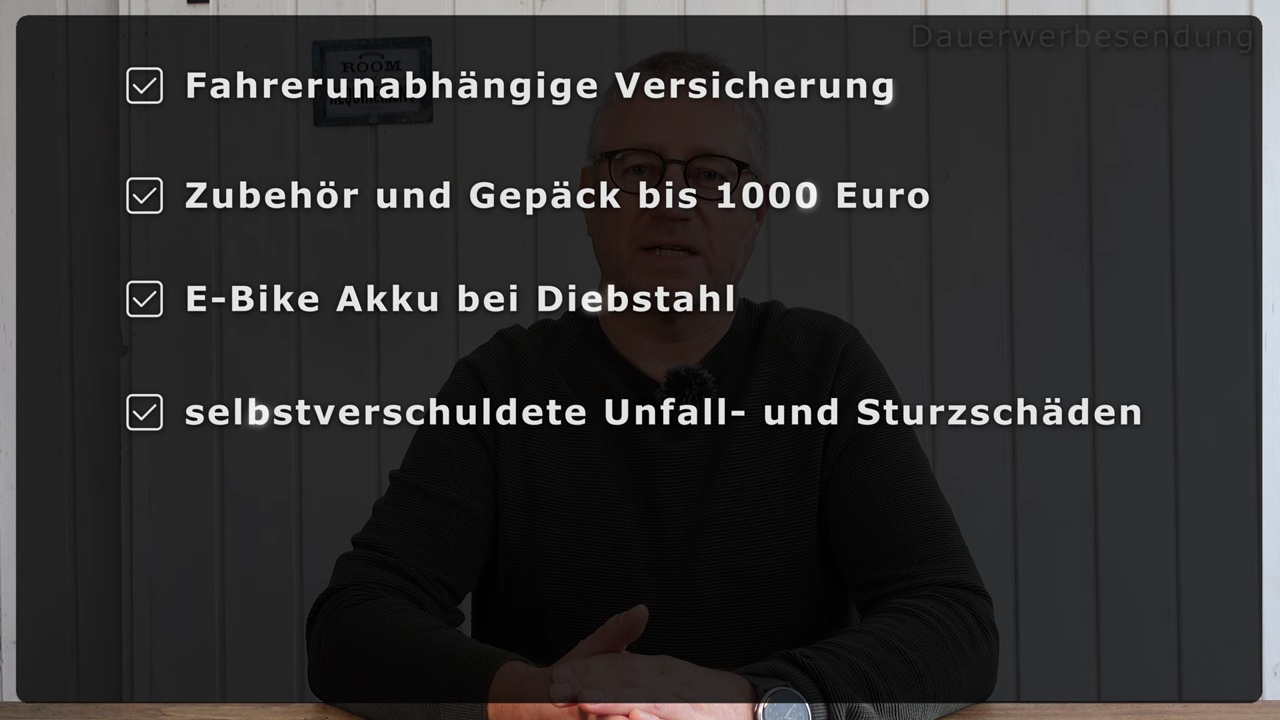 Dauerwerbesendung
ROOM
Fahrerunabhängige Versicherung
Zubehör und Gepäck bis 1000 Euro
E-Bike Akku bei Diebstahl
selbstverschuldete Unfall- und Sturzschäden